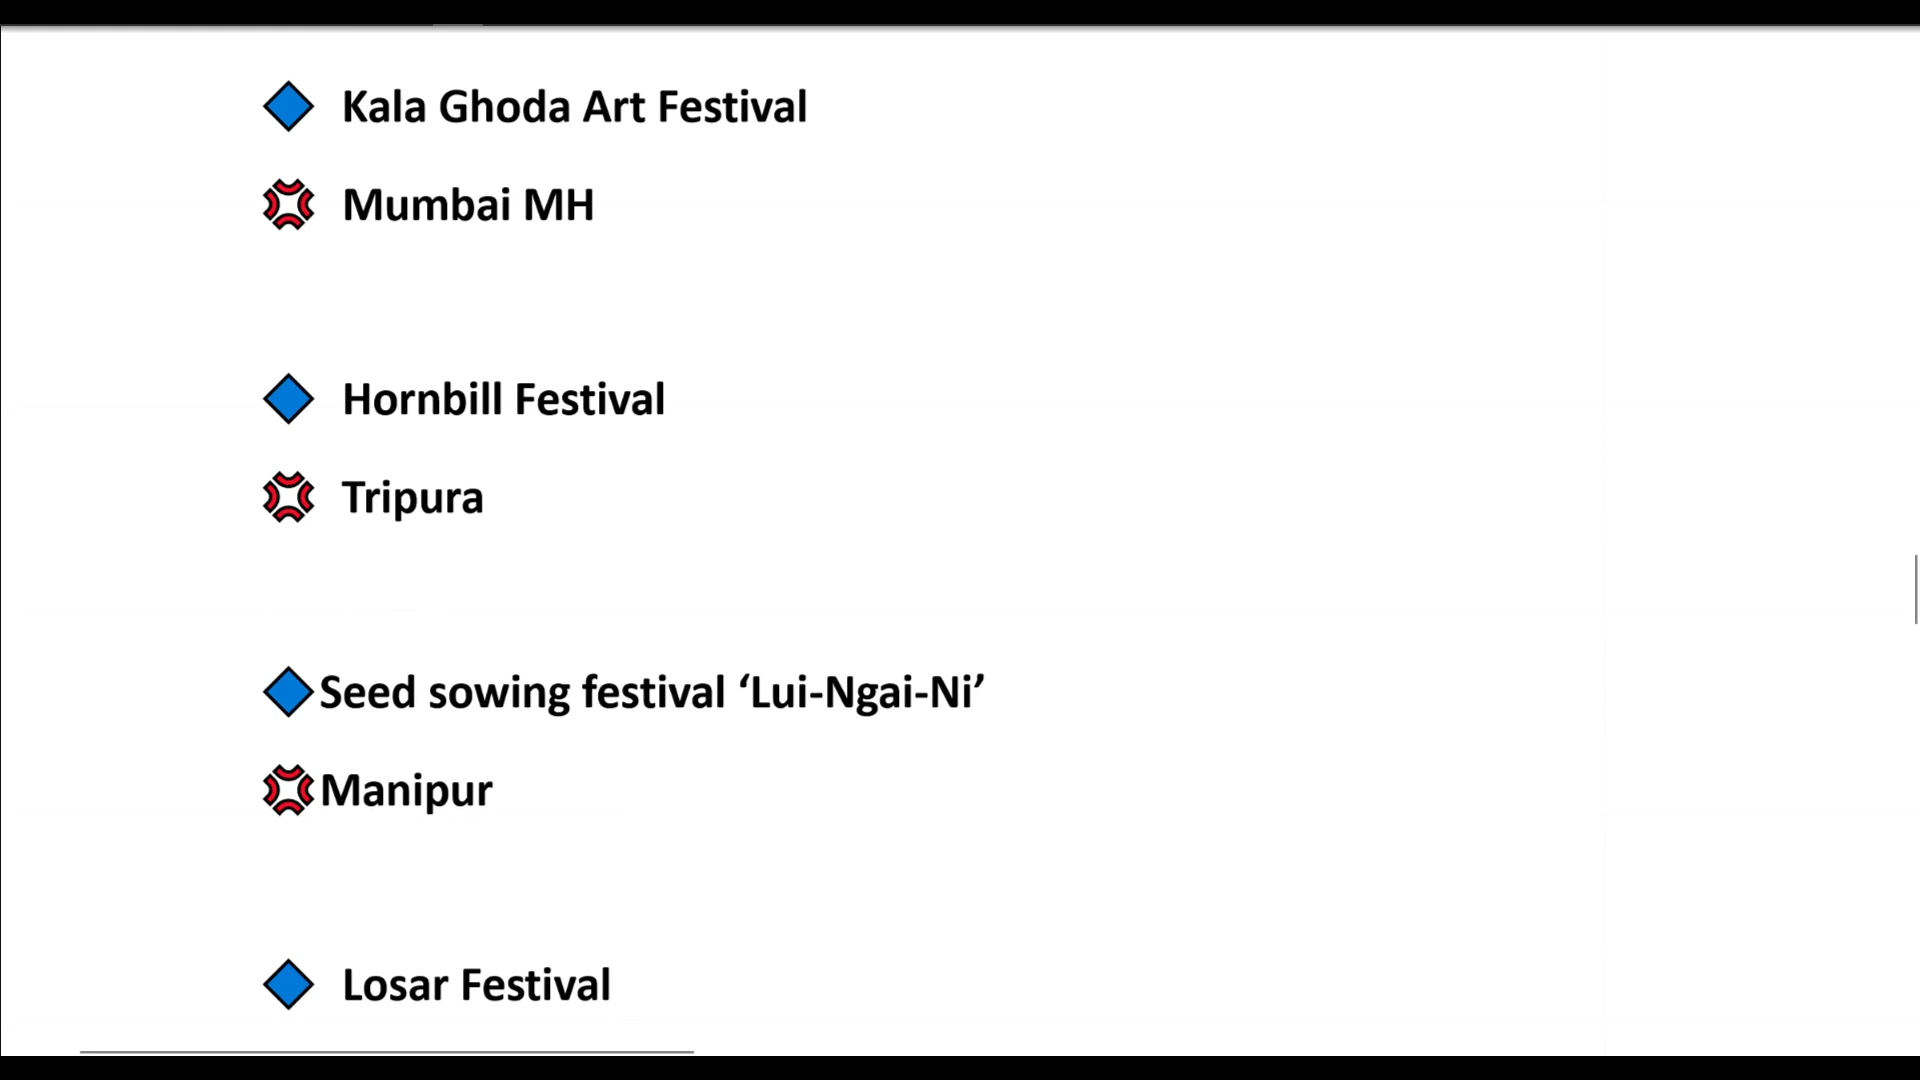 Kala Ghoda Art Festival
Mumbai MH
Hornbill Festival
Tripura
Seed sowing festival ‘Lui-Ngai-Ni’
Manipur
Losar Festival